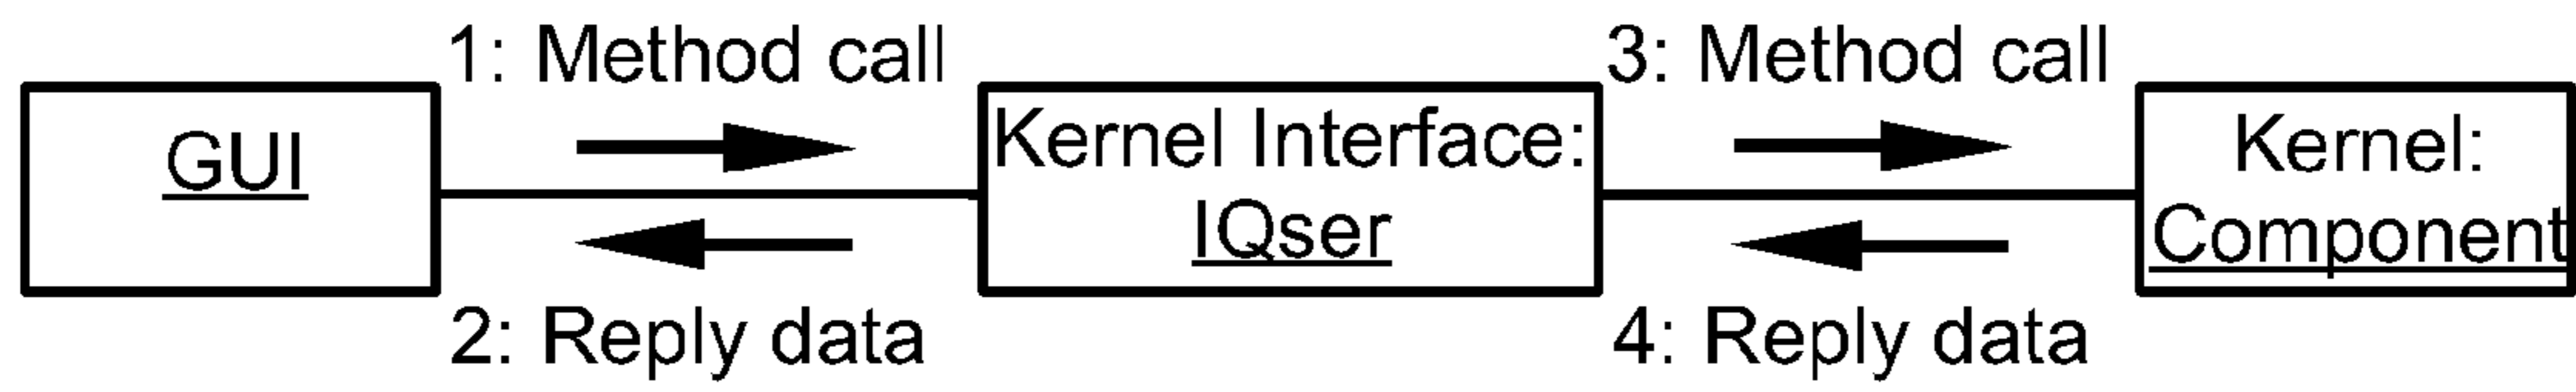 1: Method call
3: Method call
GUI
Kernel Interface:
IQser
Kernel:
Component
2: Reply data
4: Reply data